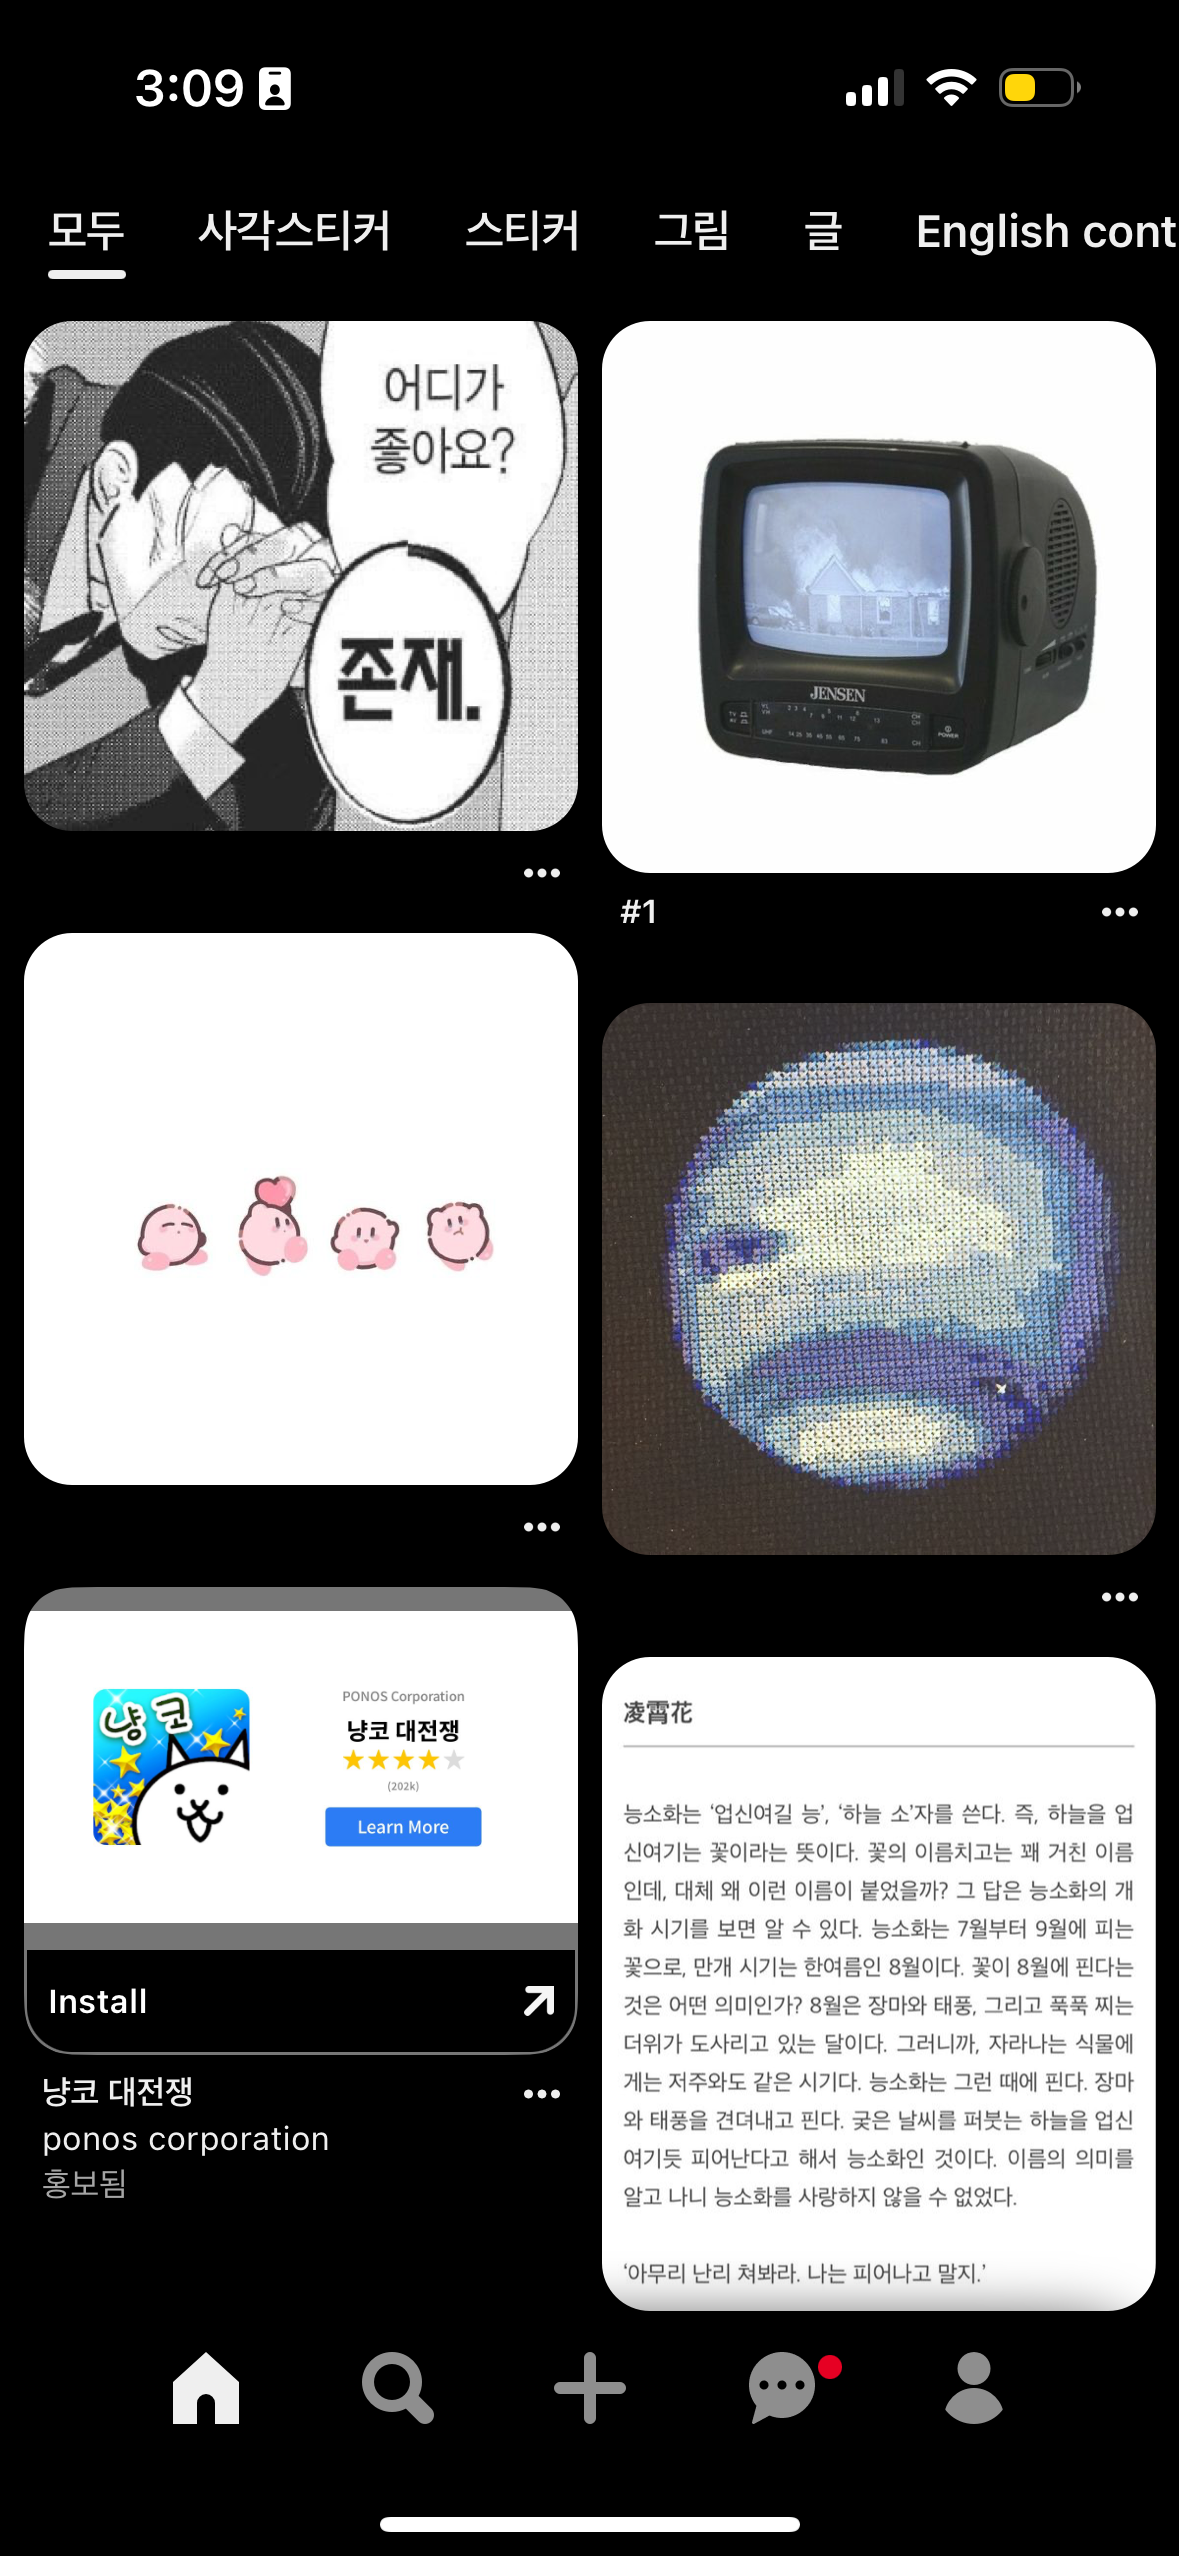 3:09
모두 사각스티커 스티커 그림 글 English cont
어디가
좋아요?
존재.
JENSEN
#1
냥코
PONOS Corporation
냥코 대전쟁
(202k)
Learn More
Install
냥코 대전쟁
ponos corporation
홍보됨
凌霄花
능소화는 ‘업신여길 능’, ‘하늘 소’자를 쓴다. 즉, 하늘을 업
신여기는 꽃이라는 뜻이다. 꽃의 이름치고는 꽤 거친 이름
인데, 대체 왜 이런 이름이 붙었을까? 그 답은 능소화의 개
화 시기를 보면 알 수 있다. 능소화는 7월부터 9월에 피는
꽃으로, 만개 시기는 한여름인 8월이다. 꽃이 8월에 핀다는
것은 어떤 의미인가? 8월은 장마와 태풍, 그리고 푹푹 찌는
더위가 도사리고 있는 달이다. 그러니까, 자라나는 식물에
게는 저주와도 같은 시기다. 능소화는 그런 때에 핀다. 장마
와 태풍을 견뎌내고 핀다. 궂은 날씨를 퍼붓는 하늘을 업신
여기듯 피어난다고 해서 능소화인 것이다. 이름의 의미를
알고 나니 능소화를 사랑하지 않을 수 없었다.
‘아무리 난리 쳐봐라. 나는 피어나고 말지.’